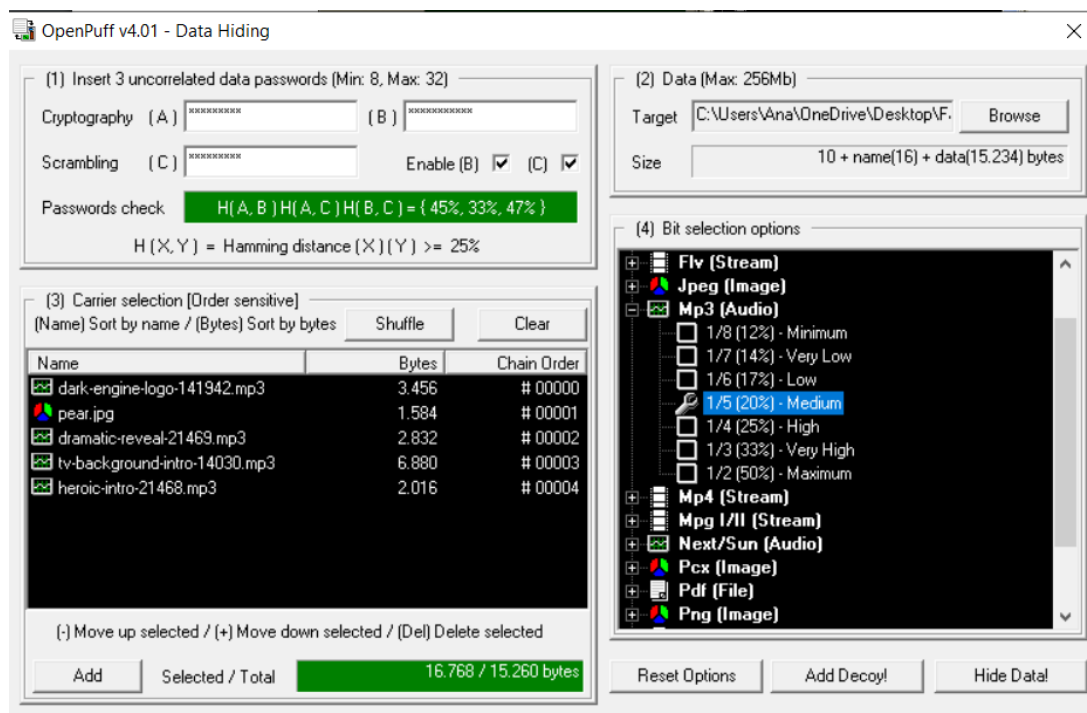 OpenPuff v4.01 - Data Hiding
(1) Insert 3 uncorrelated data passwords (Min: 8, Max: 32)
Cryptography (A) ********* (B) ***********
Scrambling (C) ********* Enable (B) (C)
Passwords check H( A, B ) H( A, C ) H( B, C ) = { 45%, 33%, 47% }
H (X, Y) = Hamming distance (X) (Y) >= 25%
(2) Data (Max: 256Mb)
Target C:\Users\Ana\OneDrive\Desktop\F. Browse
Size 10 + name(16) + data(15.234) bytes
(3) Carrier selection [Order sensitive]
(Name) Sort by name / (Bytes) Sort by bytes Shuffle Clear
Name Bytes Chain Order
dark-engine-logo-141942.mp3 3.456 # 00000
pear.jpg 1.584 # 00001
dramatic-reveal-21469.mp3 2.832 # 00002
tv-background-intro-14030.mp3 6.880 # 00003
heroic-intro-21468.mp3 2.016 # 00004
(-) Move up selected / (+) Move down selected / (Del) Delete selected
Add Selected / Total 16.768 / 15.260 bytes
(4) Bit selection options
Flv (Stream)
Jpeg (Image)
Mp3 (Audio)
1/8 (12%) - Minimum
1/7 (14%) - Very Low
1/6 (17%) - Low
1/5 (20%) - Medium
1/4 (25%) - High
1/3 (33%) - Very High
1/2 (50%) - Maximum
Mp4 (Stream)
Mpg I/II (Stream)
Next/Sun (Audio)
Pcx (Image)
Pdf (File)
Png (Image)
Reset Options Add Decoy! Hide Data!